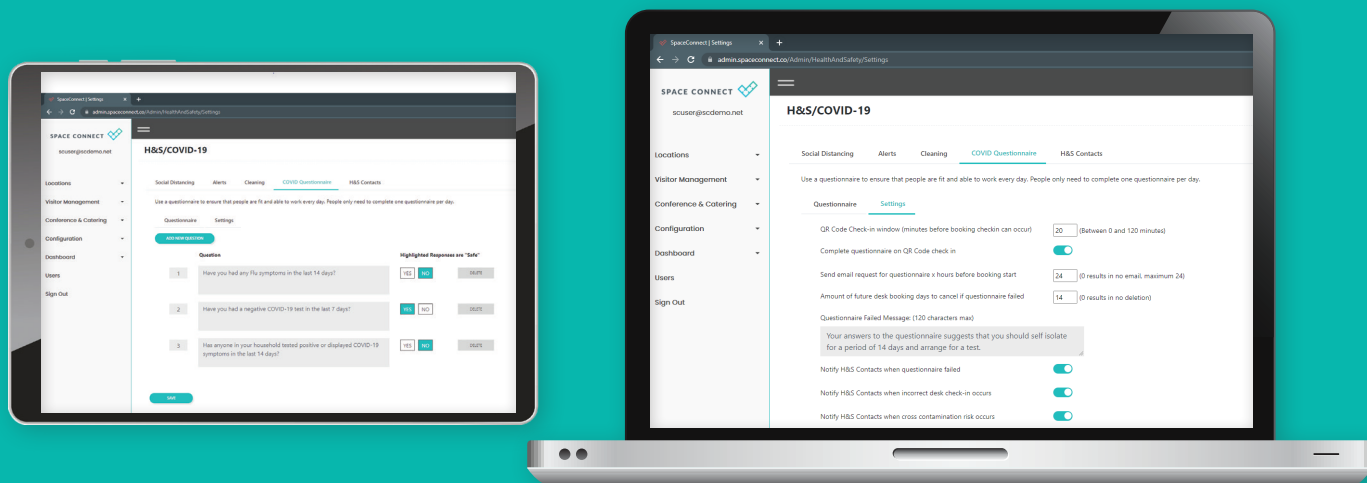 SpaceConnect | Settings × +
admin.spaceconnect.co/Admin/HealthAndSafety/Settings
SPACE CONNECT
scuser@scdemo.net
H&S/COVID-19
Locations
Visitor Management
Conference & Catering
Configuration
Dashboard
Users
Sign Out
Social Distancing Alerts Cleaning COVID Questionnaire H&S Contacts
Use a questionnaire to ensure that people are fit and able to work every day. People only need to complete one questionnaire per day.
Questionnaire Settings
ADD NEW QUESTION
Question Highlighted Responses are "Safe"
1 Have you had any Flu symptoms in the last 14 days? YES NO DELETE
2 Have you had a negative COVID-19 test in the last 7 days? YES NO DELETE
3 Has anyone in your household tested positive or displayed COVID-19 YES NO DELETE
symptoms in the last 14 days?
SAVE
SpaceConnect | Settings × +
admin.spaceconnect.co/Admin/HealthAndSafety/Settings
SPACE CONNECT
scuser@scdemo.net
H&S/COVID-19
Locations
Visitor Management
Conference & Catering
Configuration
Dashboard
Users
Sign Out
Social Distancing Alerts Cleaning COVID Questionnaire H&S Contacts
Use a questionnaire to ensure that people are fit and able to work every day. People only need to complete one questionnaire per day.
Questionnaire Settings
QR Code Check-in window (minutes before booking checkin can occur) 20 (Between 0 and 120 minutes)
Complete questionnaire on QR Code check in
Send email request for questionnaire x hours before booking start 24 (0 results in no email, maximum 24)
Amount of future desk booking days to cancel if questionnaire failed 14 (0 results in no deletion)
Questionnaire Failed Message: (120 characters max)
Your answers to the questionnaire suggests that you should self isolate
for a period of 14 days and arrange for a test.
Notify H&S Contacts when questionnaire failed
Notify H&S Contacts when incorrect desk check-in occurs
Notify H&S Contacts when cross contamination risk occurs